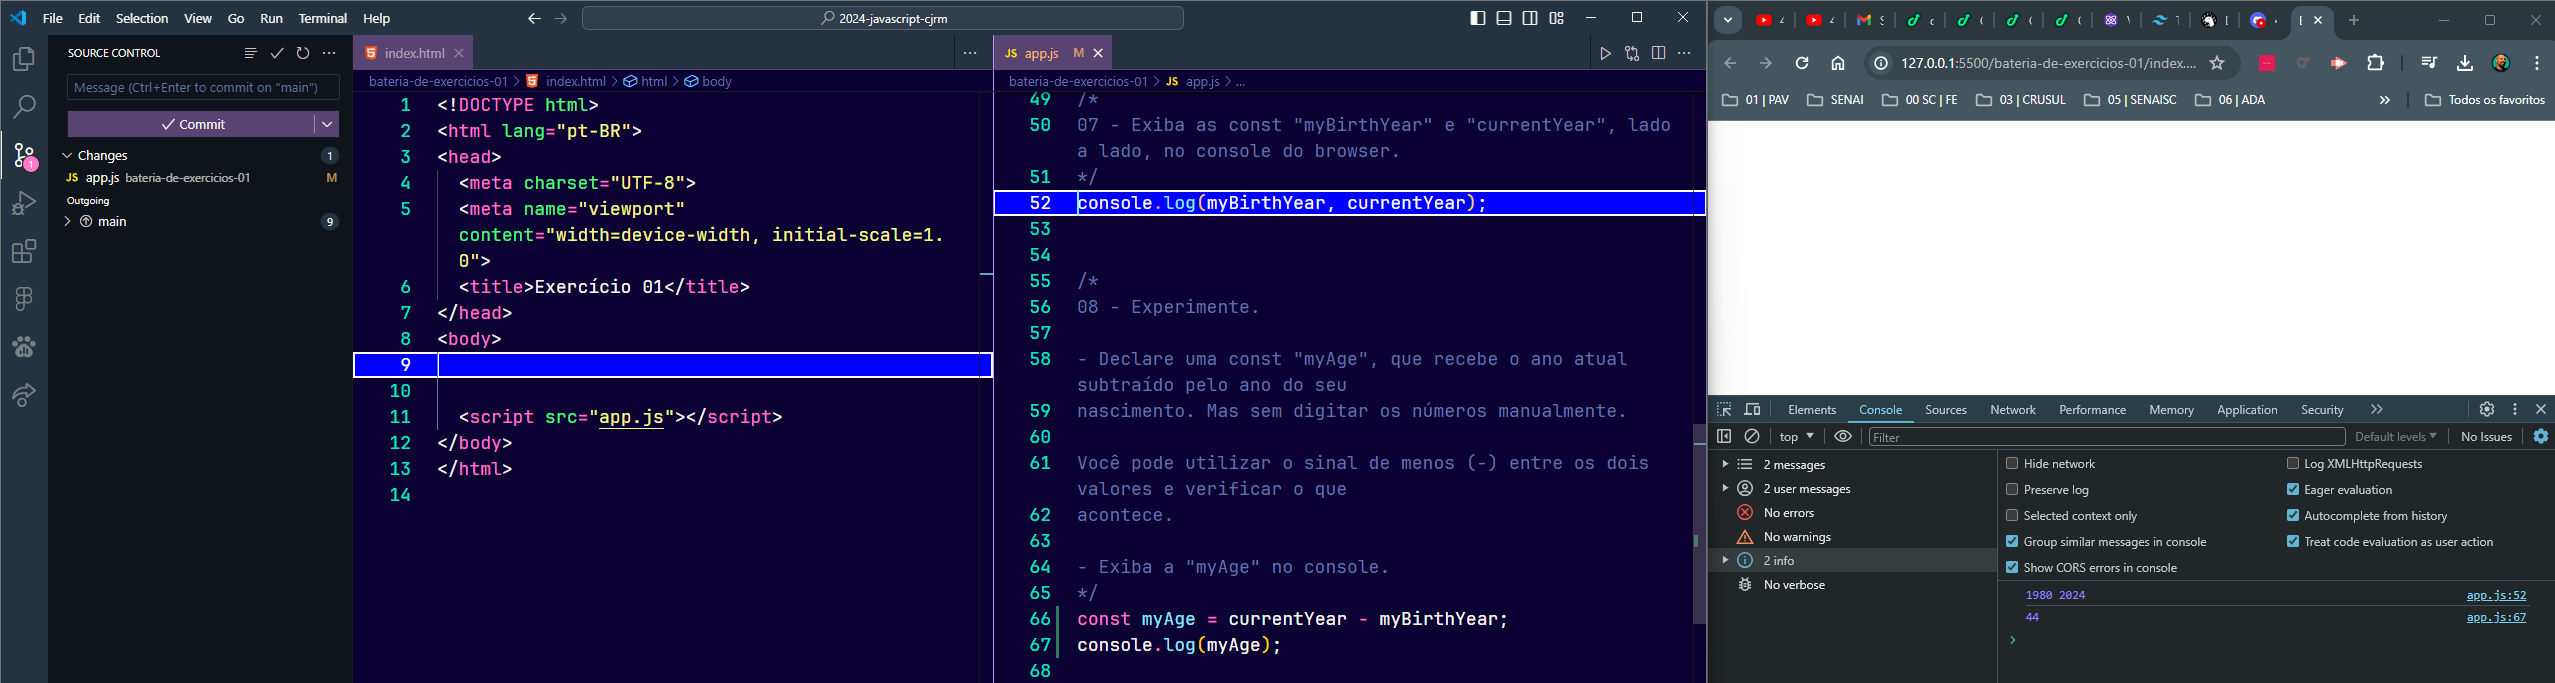 File Edit Selection View Go Run Terminal Help
2024-javascript-cjrm
SOURCE CONTROL
Message (Ctrl+Enter to commit on "main")
Commit
Changes 1
JS app.js bateria-de-exercicios-01 M
Outgoing
main 9
1
index.html
bateria-de-exercicios-01 > index.html > html > body
1 <!DOCTYPE html>
2 <html lang="pt-BR">
3 <head>
4 <meta charset="UTF-8">
5 <meta name="viewport"
content="width=device-width, initial-scale=1.
0">
6 <title>Exercício 01</title>
7 </head>
8 <body>
9
10
11 <script src="app.js"></script>
12 </body>
13 </html>
14
JS app.js M
bateria-de-exercicios-01 > JS app.js > ...
49 /*
50 07 - Exiba as const "myBirthYear" e "currentYear", lado
a lado, no console do browser.
51 */
52 console.log(myBirthYear, currentYear);
53
54
55 /*
56 08 - Experimente.
57
58 - Declare uma const "myAge", que recebe o ano atual
subtraído pelo ano do seu
59 nascimento. Mas sem digitar os números manualmente.
60
61 Você pode utilizar o sinal de menos (-) entre os dois
valores e verificar o que
62 acontece.
63
64 - Exiba a "myAge" no console.
65 */
66 const myAge = currentYear - myBirthYear;
67 console.log(myAge);
68
127.0.0.1:5500/bateria-de-exercicios-01/index....
01 | PAV SENAI 00 SC | FE 03 | CRUSUL 05 | SENAISC 06 | ADA » Todos os favoritos
Elements Console Sources Network Performance Memory Application Security
top Filter Default levels No Issues
2 messages
2 user messages
No errors
No warnings
2 info
No verbose
Hide network
Preserve log
Selected context only
Group similar messages in console
Show CORS errors in console
Log XMLHttpRequests
Eager evaluation
Autocomplete from history
Treat code evaluation as user action
1980 2024 app.js:52
44 app.js:67